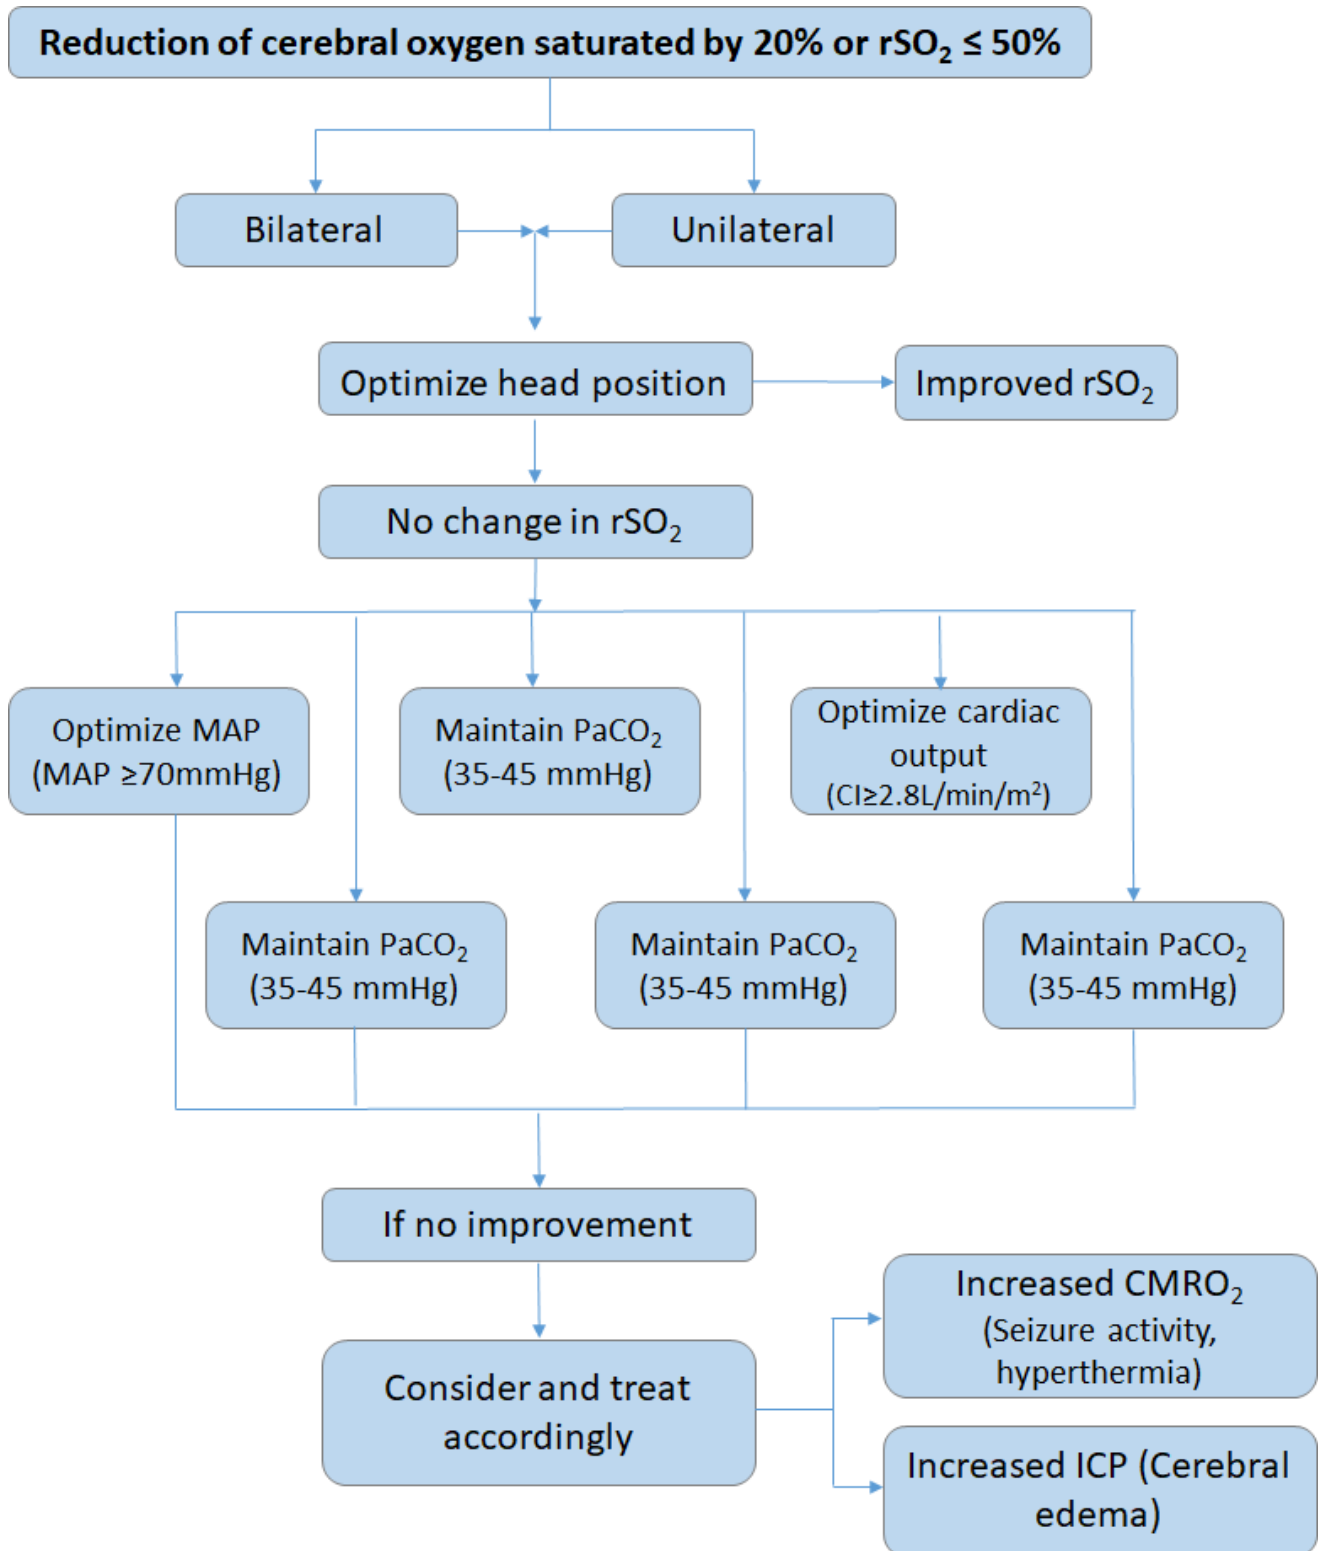 Reduction of cerebral oxygen saturated by 20% or rSO₂ ≤ 50%
Bilateral
Unilateral
Optimize head position
Improved rSO₂
No change in rSO₂
Optimize MAP
(MAP ≥70mmHg)
Maintain PaCO₂
(35-45 mmHg)
Optimize cardiac
output
(CI≥2.8L/min/m²)
Maintain PaCO₂
(35-45 mmHg)
Maintain PaCO₂
(35-45 mmHg)
Maintain PaCO₂
(35-45 mmHg)
If no improvement
Consider and treat
accordingly
Increased CMRO₂
(Seizure activity,
hyperthermia)
Increased ICP (Cerebral
edema)